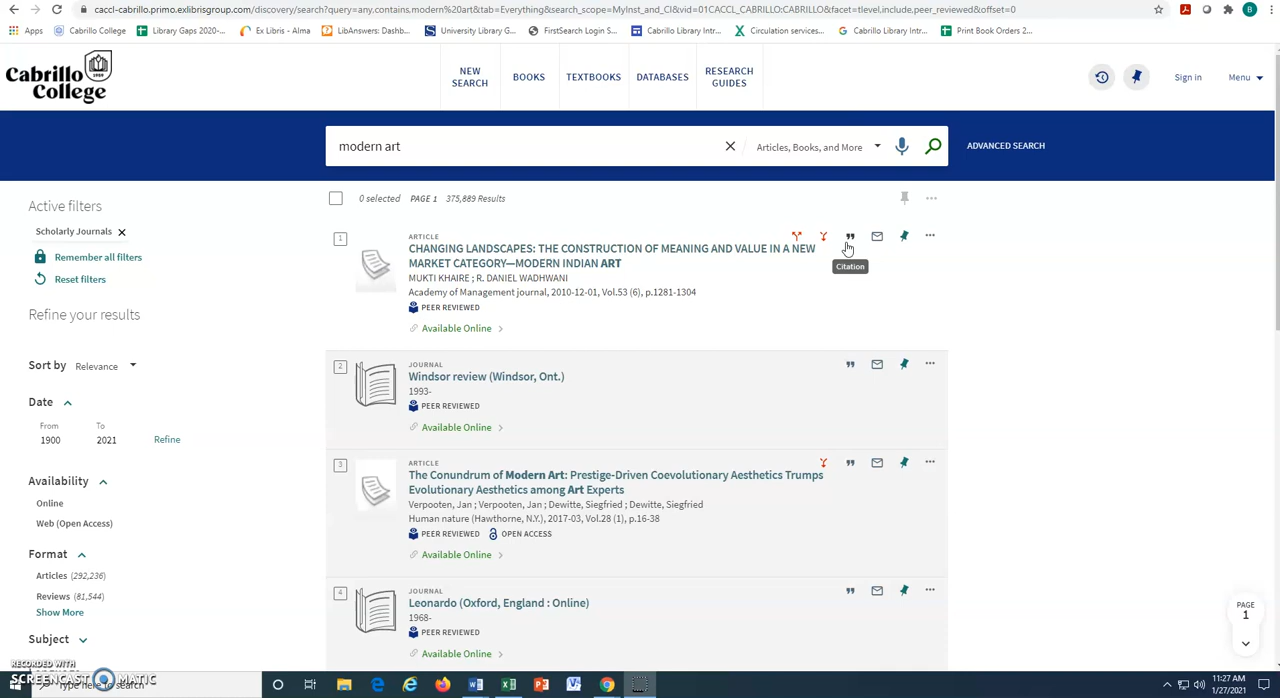 caccl-cabrillo.primo.exlibrisgroup.com/discovery/search?query=any.contains.modern%20art&tab=Everything&search_scope=MyInst_and_CI&vid=01CACCL_CABRILLO:CABRILLO&facet=tlevel.include.peer_reviewed&offset=0
B
Apps
Cabrillo College
Library Gaps 2020-...
Ex Libris - Alma
LibAnswers: Dashb...
University Library G...
FirstSearch Login S...
Cabrillo Library Intr...
Circulation services...
Cabrillo Library Intr...
Print Book Orders 2...
Cabrillo
College
1959
NEW SEARCH
BOOKS
TEXTBOOKS
DATABASES
RESEARCH GUIDES
Sign in
Menu
modern art
Articles, Books, and More
ADVANCED SEARCH
Active filters
Scholarly Journals
Remember all filters
Reset filters
Refine your results
Sort by Relevance
Date
From To
1900 2021 Refine
Availability
Online
Web (Open Access)
Format
Articles (292,236)
Reviews (81,544)
Show More
Subject
0 selected PAGE 1 375,889 Results
1
ARTICLE
CHANGING LANDSCAPES: THE CONSTRUCTION OF MEANING AND VALUE IN A NEW
MARKET CATEGORY—MODERN INDIAN ART
MUKTI KHAIRE ; R. DANIEL WADHWANI
Academy of Management journal, 2010-12-01, Vol.53 (6), p.1281-1304
PEER REVIEWED
Available Online
Citation
2
JOURNAL
Windsor review (Windsor, Ont.)
1993-
PEER REVIEWED
Available Online
3
ARTICLE
The Conundrum of Modern Art: Prestige-Driven Coevolutionary Aesthetics Trumps
Evolutionary Aesthetics among Art Experts
Verpooten, Jan ; Verpooten, Jan ; Dewitte, Siegfried ; Dewitte, Siegfried
Human nature (Hawthorne, N.Y.), 2017-03, Vol.28 (1), p.16-38
PEER REVIEWED OPEN ACCESS
Available Online
4
JOURNAL
Leonardo (Oxford, England : Online)
1968-
PEER REVIEWED
Available Online
PAGE
1
RECORDED WITH
SCREENCAST MATIC
Type here to search
11:27 AM
1/27/2021